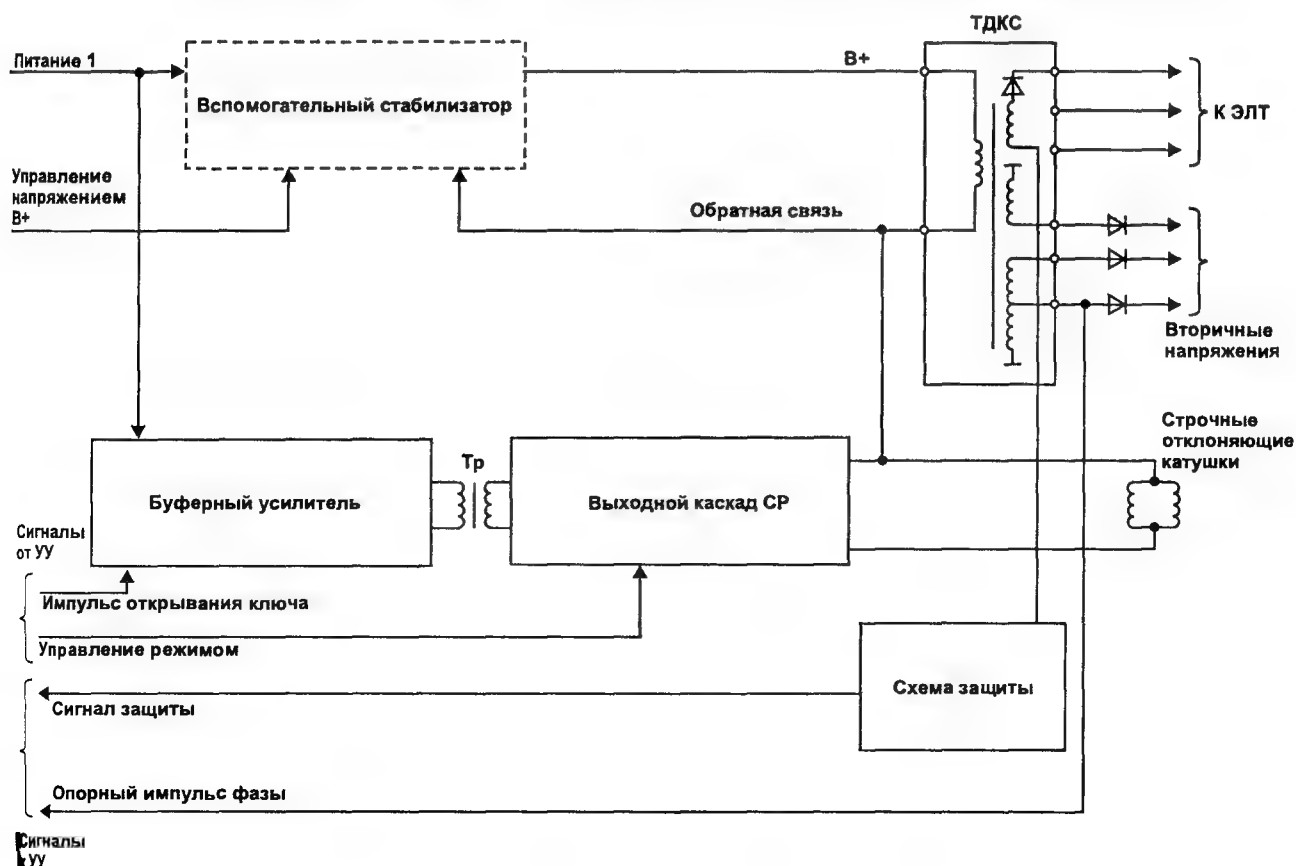 ТДКС
Питание 1
В+
Вспомогательный стабилизатор
К ЭЛТ
Управление
напряжением
В+
Обратная связь
Вторичные
напряжения
Строчные
отклоняющие
катушки
Тр
Буферный усилитель
Выходной каскад СР
Сигналы
от УУ
Импульс открывания ключа
Управление режимом
Схема защиты
Сигнал защиты
Опорный импульс фазы
Сигналы
к УУ